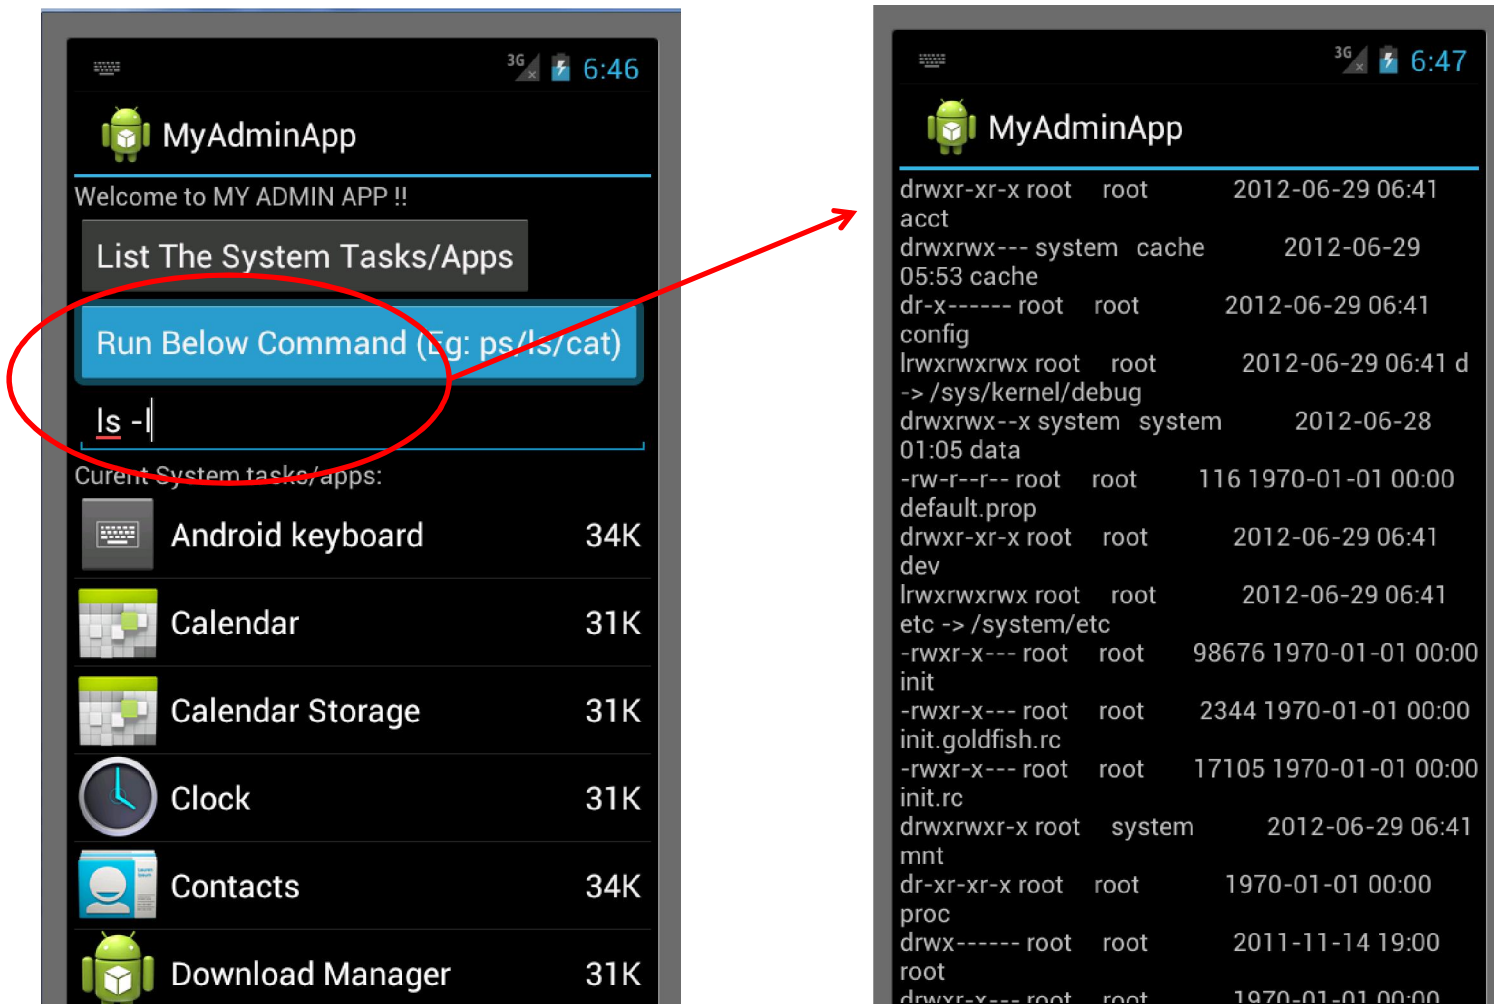 3G 6:46
MyAdminApp
Welcome to MY ADMIN APP !!
List The System Tasks/Apps
Run Below Command (Eg: ps/ls/cat)
ls -l
Curent System tasks/apps:
Android keyboard 34K
Calendar 31K
Calendar Storage 31K
Clock 31K
Contacts 34K
Download Manager 31K
3G 6:47
MyAdminApp
drwxr-xr-x root root 2012-06-29 06:41
acct
drwxrwx--- system cache 2012-06-29
05:53 cache
dr-x------ root root 2012-06-29 06:41
config
lrwxrwxrwx root root 2012-06-29 06:41 d
-> /sys/kernel/debug
drwxrwx--x system system 2012-06-28
01:05 data
-rw-r--r-- root root 116 1970-01-01 00:00
default.prop
drwxr-xr-x root root 2012-06-29 06:41
dev
lrwxrwxrwx root root 2012-06-29 06:41
etc -> /system/etc
-rwxr-x--- root root 98676 1970-01-01 00:00
init
-rwxr-x--- root root 2344 1970-01-01 00:00
init.goldfish.rc
-rwxr-x--- root root 17105 1970-01-01 00:00
init.rc
drwxrwxr-x root system 2012-06-29 06:41
mnt
dr-xr-xr-x root root 1970-01-01 00:00
proc
drwx------ root root 2011-11-14 19:00
root
drwxr-x--- root root 1970-01-01 00:00